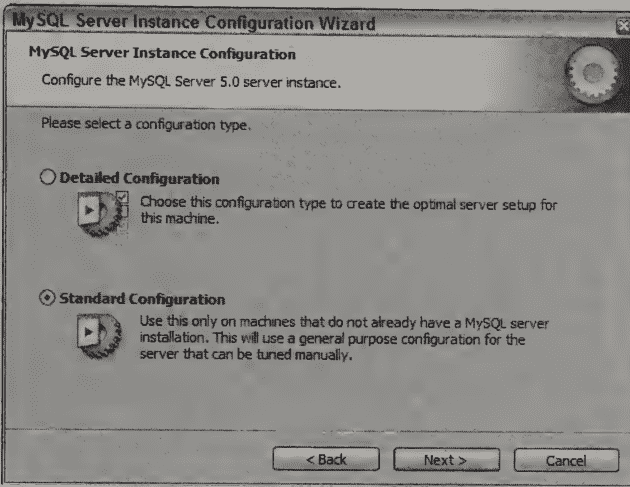 MySQL Server Instance Configuration Wizard
MySQL Server Instance Configuration
Configure the MySQL Server 5.0 server instance.
Please select a configuration type.
Detailed Configuration
Choose this configuration type to create the optimal server setup for
this machine.
Standard Configuration
Use this only on machines that do not already have a MySQL server
installation. This will use a general purpose configuration for the
server that can be tuned manually.
< Back
Next >
Cancel